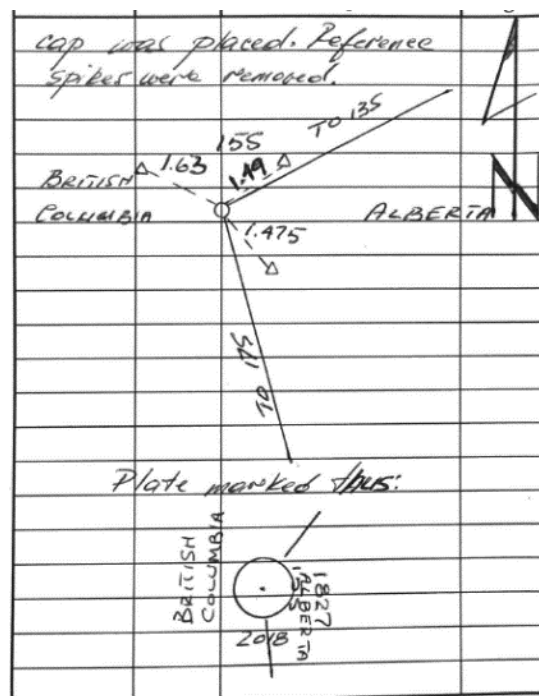 cap was placed. Reference
spikes were removed.
TO 135
155
1.63
1.49
BRITISH
COLUMBIA
ALBERTA
N
1.475
TO 175
Plate marked thus:
BRITISH
COLUMBIA
1827
ALBERTA
155
2018